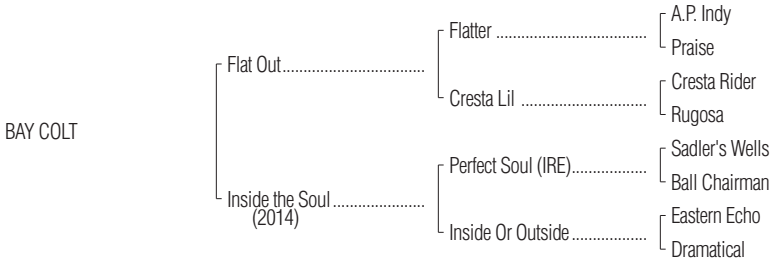 A.P. Indy
Flatter ....................................
Praise
Flat Out..................................
Cresta Rider
Cresta Lil ..............................
Rugosa
BAY COLT
Sadler's Wells
Perfect Soul (IRE)..................
Ball Chairman
Inside the Soul ......................
(2014)
Eastern Echo
Inside Or Outside..................
Dramatical